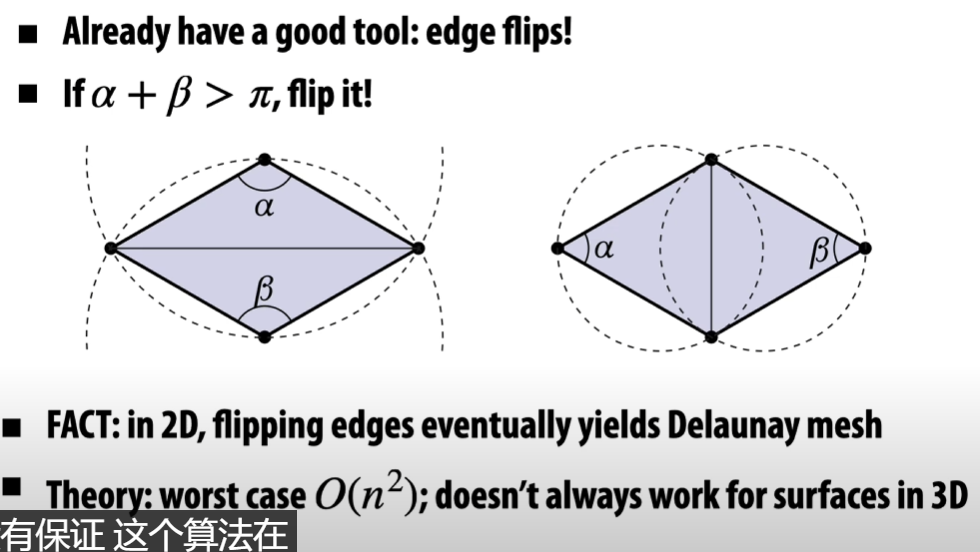 ■ Already have a good tool: edge flips!
■ If α + β > π, flip it!
α
β
α
β
■ FACT: in 2D, flipping edges eventually yields Delaunay mesh
■ Theory: worst case O(n²); doesn’t always work for surfaces in 3D
有保证 这个算法在